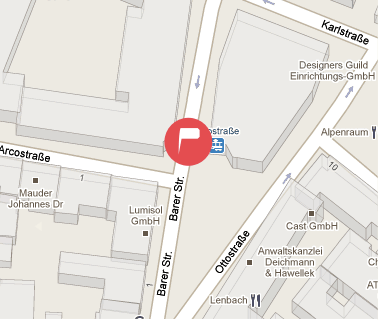 Karlstraße
Designers Guild
Einrichtungs-GmbH
ostraße
Alpenraum
Arcostraße
1
10
Mauder
Johannes Dr
Lumisol
GmbH
Barer Str.
Cast GmbH
Ottostraße
Anwaltskanzlei
Deichmann
& Hawellek
Barer Str.
Cha
AT
1
Lenbach